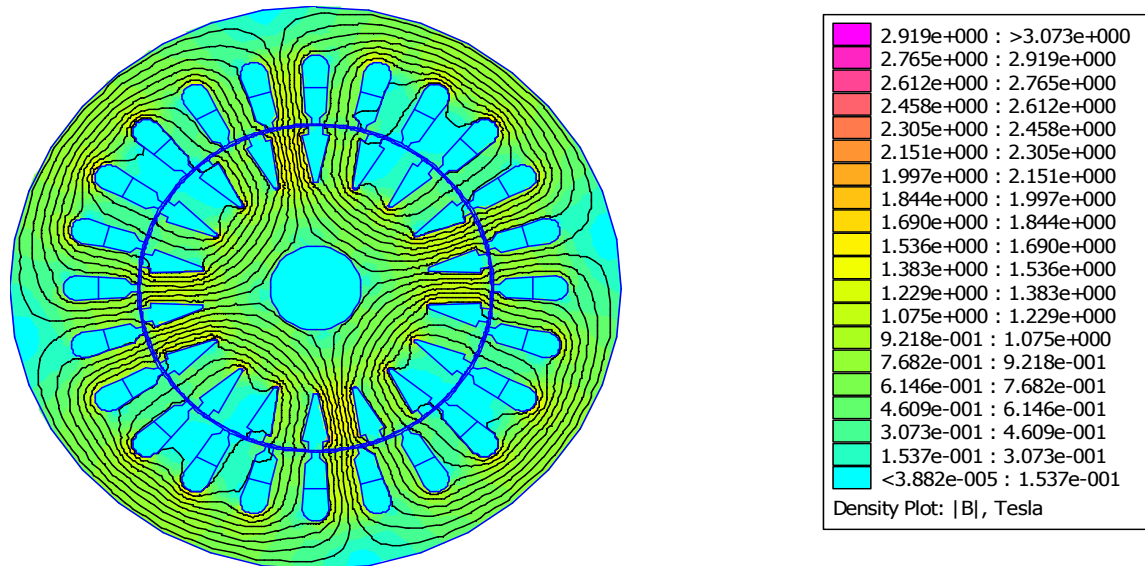 2.919e+000 : >3.073e+000
2.765e+000 : 2.919e+000
2.612e+000 : 2.765e+000
2.458e+000 : 2.612e+000
2.305e+000 : 2.458e+000
2.151e+000 : 2.305e+000
1.997e+000 : 2.151e+000
1.844e+000 : 1.997e+000
1.690e+000 : 1.844e+000
1.536e+000 : 1.690e+000
1.383e+000 : 1.536e+000
1.229e+000 : 1.383e+000
1.075e+000 : 1.229e+000
9.218e-001 : 1.075e+000
7.682e-001 : 9.218e-001
6.146e-001 : 7.682e-001
4.609e-001 : 6.146e-001
3.073e-001 : 4.609e-001
1.537e-001 : 3.073e-001
<3.882e-005 : 1.537e-001
Density Plot: |B|, Tesla